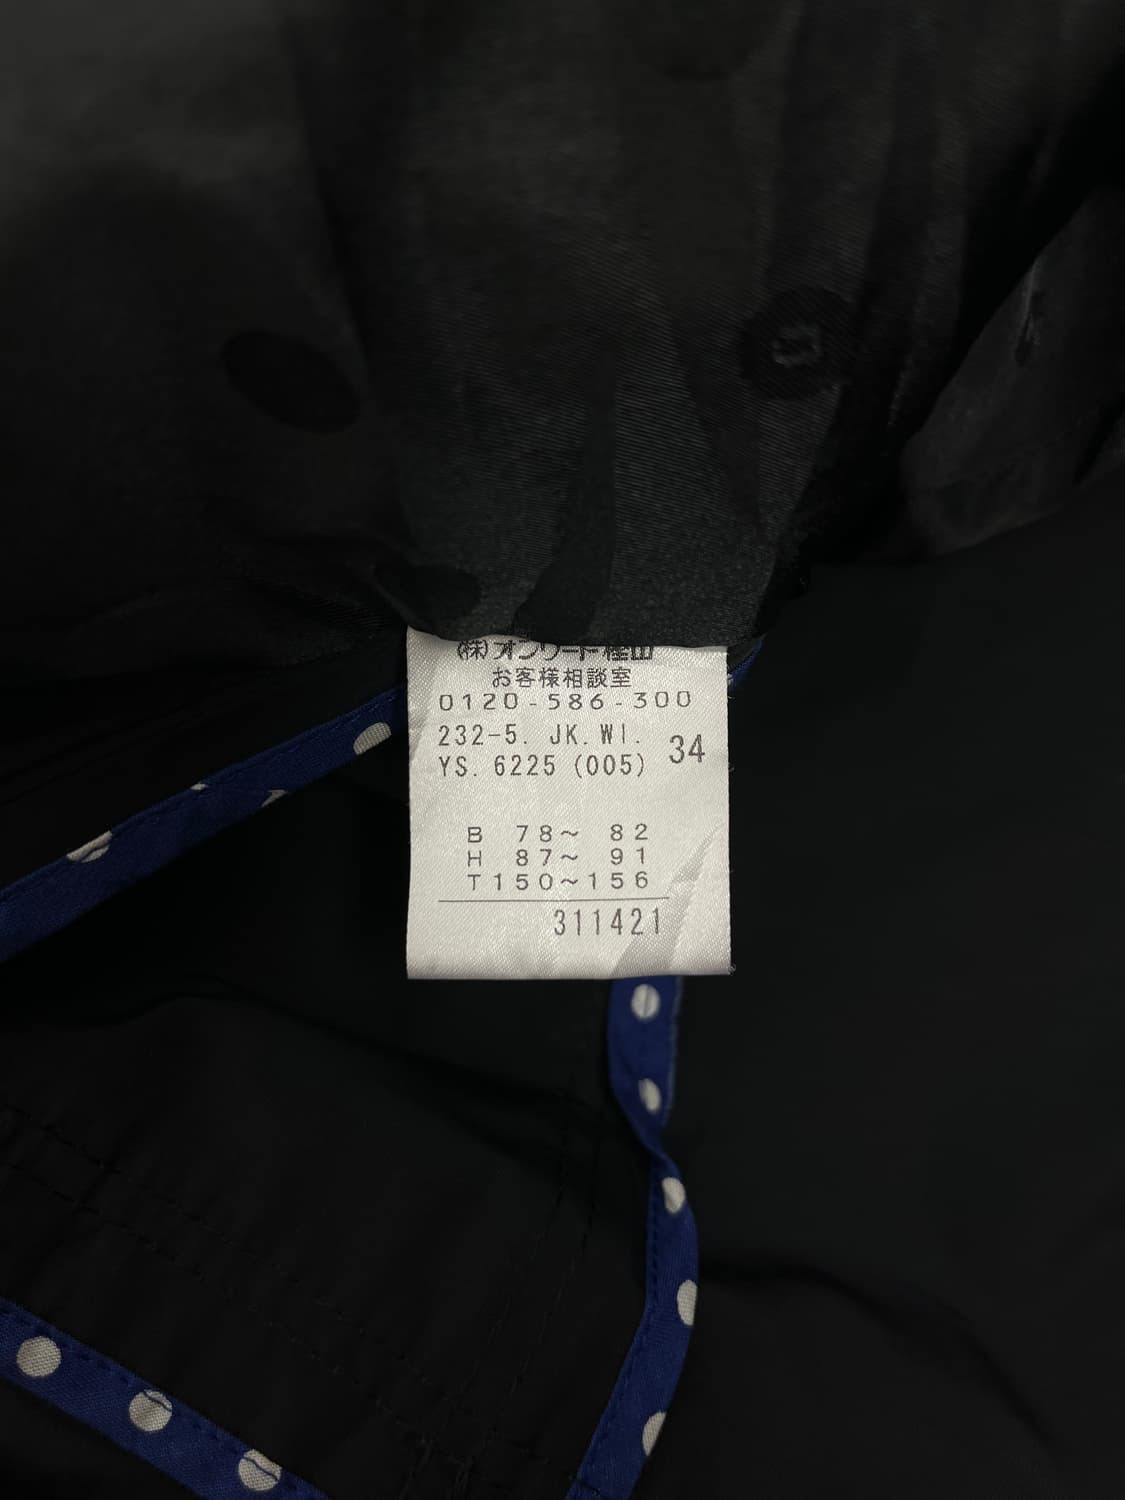 (株)オンワード樫山
お客様相談室
0120-586-300
232-5. JK. WI. 34
YS. 6225 (005)
B 78～ 82
H 87～ 91
T150～156
311421